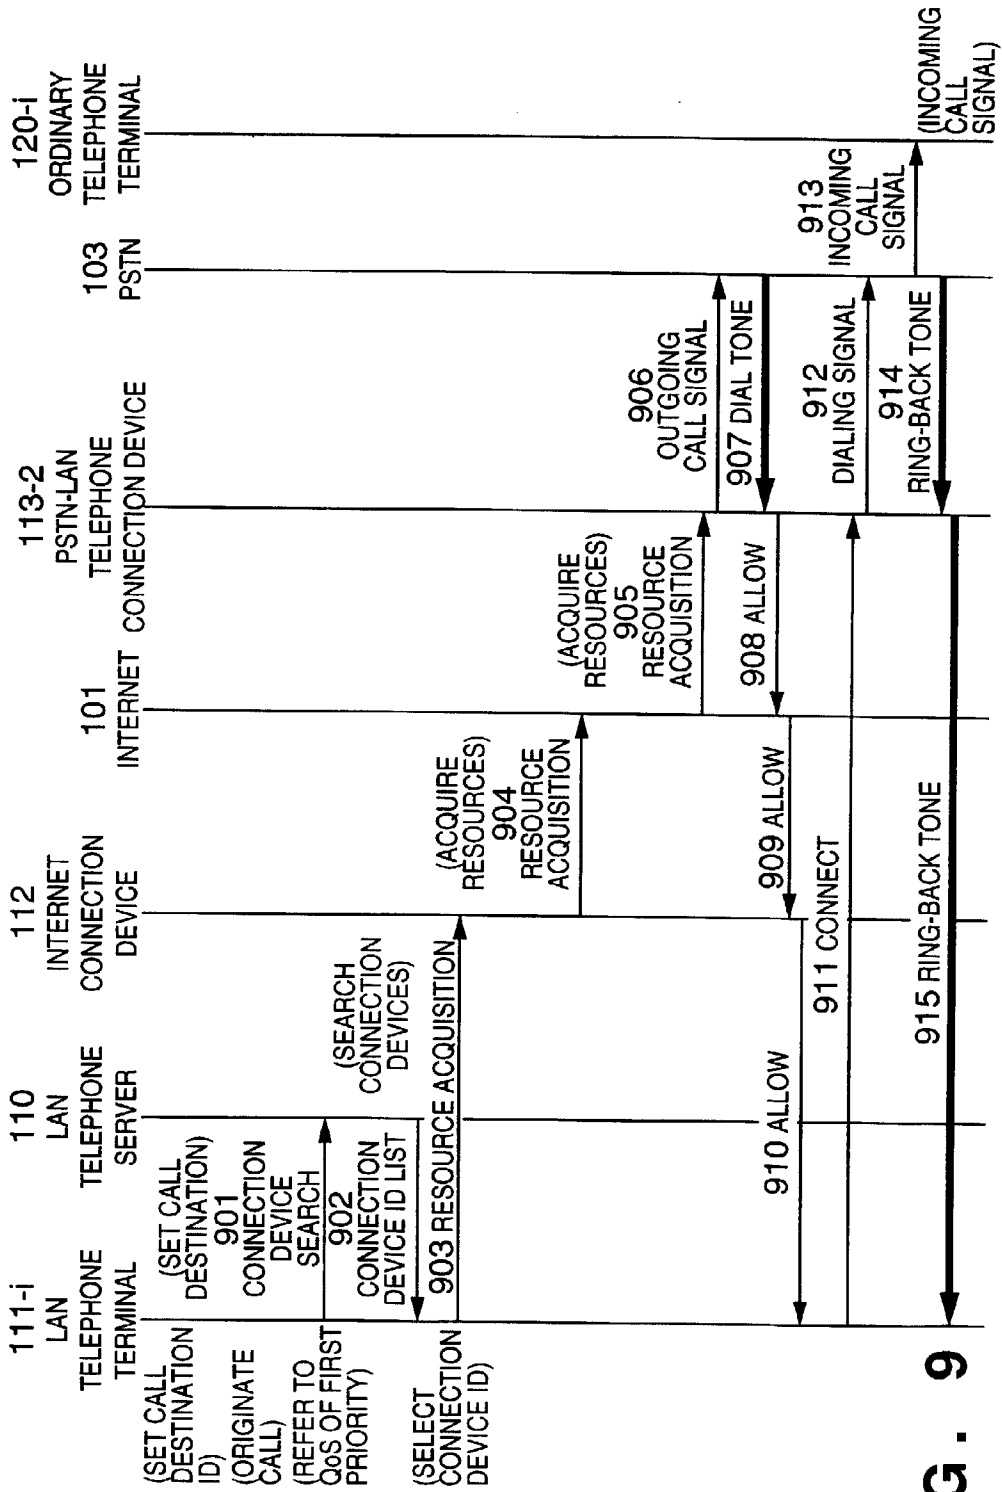 111-i
LAN
TELEPHONE
TERMINAL
110
LAN
TELEPHONE
SERVER
112
INTERNET
CONNECTION
DEVICE
101
INTERNET
113-2
PSTN-LAN
TELEPHONE
CONNECTION DEVICE
103
PSTN
120-i
ORDINARY
TELEPHONE
TERMINAL
(SET CALL
DESTINATION
ID)
(ORIGINATE
CALL)
(REFER TO
QoS OF FIRST
PRIORITY)
(SET CALL
DESTINATION)
901
CONNECTION
DEVICE
SEARCH
(SEARCH
CONNECTION
DEVICES)
902
CONNECTION
DEVICE ID LIST
(SELECT
CONNECTION
DEVICE ID)
903 RESOURCE ACQUISITION
(ACQUIRE
RESOURCES)
904
RESOURCE
ACQUISITION
(ACQUIRE
RESOURCES)
905
RESOURCE
ACQUISITION
906
OUTGOING
CALL SIGNAL
907 DIAL TONE
908 ALLOW
909 ALLOW
910 ALLOW
911 CONNECT
912
DIALING SIGNAL
913
INCOMING
CALL
SIGNAL
(INCOMING
CALL
SIGNAL)
914
RING-BACK TONE
915 RING-BACK TONE
G. 9